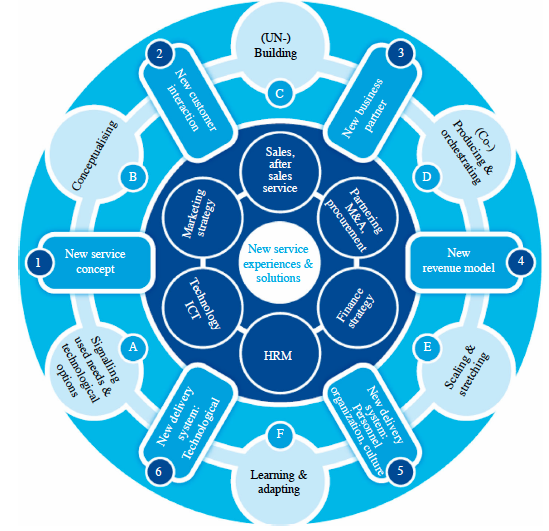 (UN-)
Building
C
2
New customer
interaction
3
New business
partner
Conceptualising
B
(Co-)
Producing &
orchestrating
D
Sales,
after
sales
service
Marketing
strategy
Partnering
M&A,
procurement
1
New service
concept
New service
experiences &
solutions
New
revenue model
4
Technology
ICT
Finance
strategy
HRM
Signalling
used needs &
technological
options
A
E
Scaling &
stretching
New delivery
system:
Technological
6
New delivery
system:
Personnel
organization, culture
5
F
Learning &
adapting